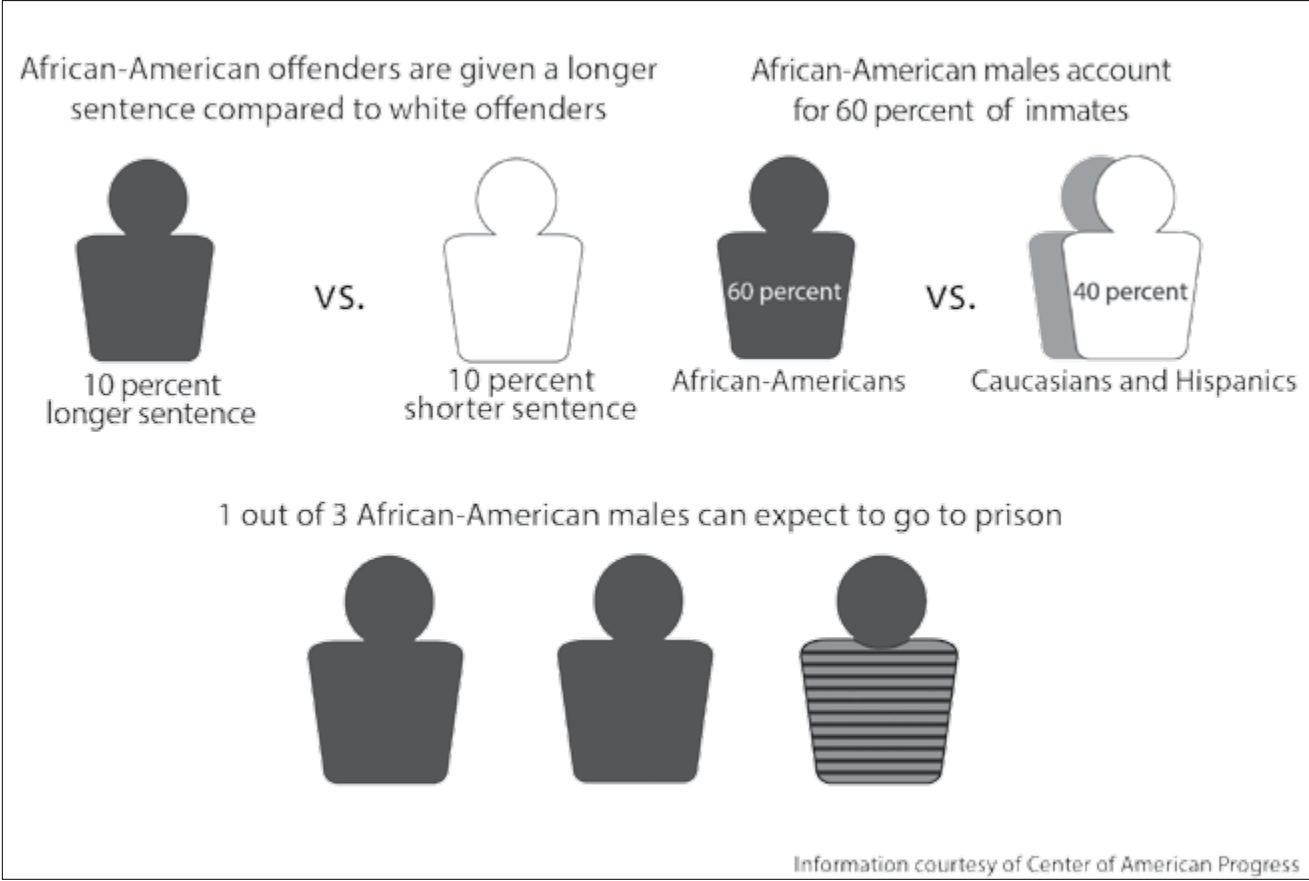 African-American offenders are given a longer
sentence compared to white offenders
vs.
10 percent
longer sentence
10 percent
shorter sentence
African-American males account
for 60 percent of inmates
60 percent
vs.
40 percent
African-Americans
Caucasians and Hispanics
1 out of 3 African-American males can expect to go to prison
Information courtesy of Center of American Progress